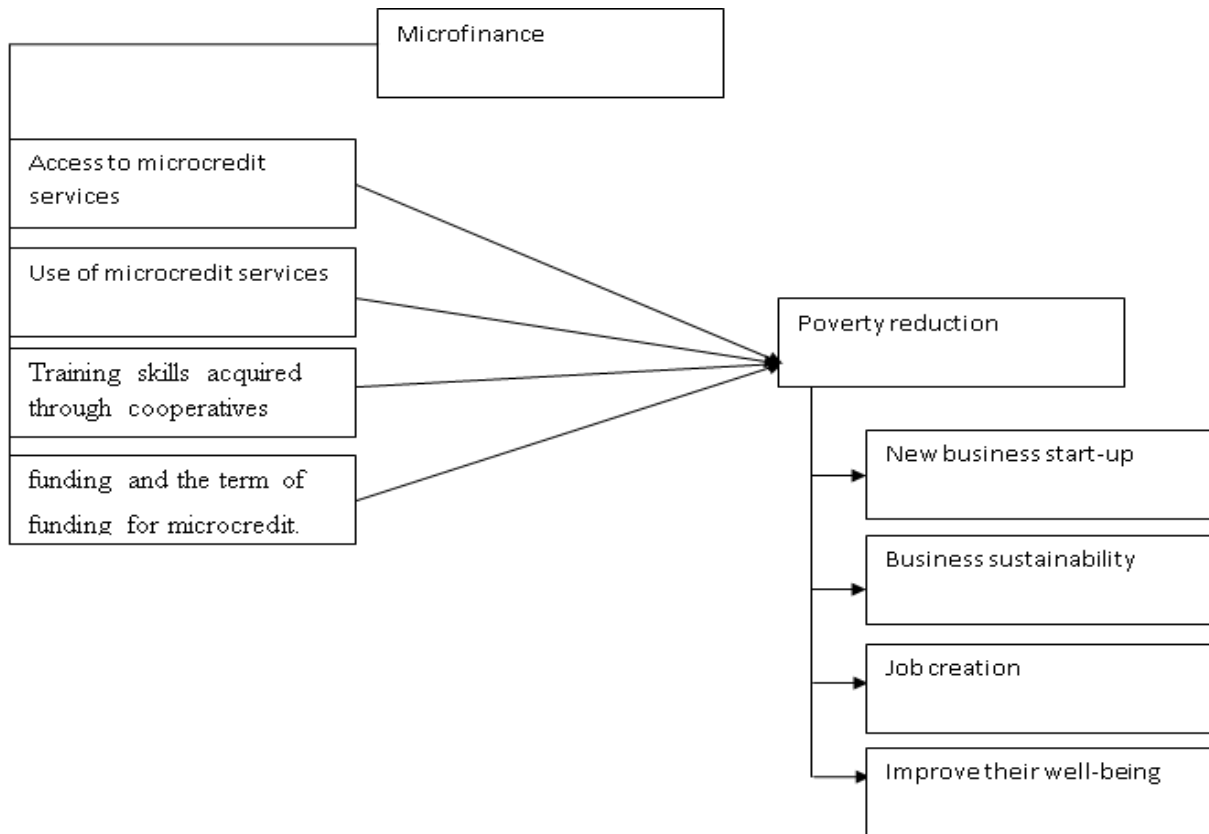 Microfinance
Access to microcredit
services
Use of microcredit services
Training skills acquired
through cooperatives
funding and the term of
funding for microcredit.
Poverty reduction
New business start-up
Business sustainability
Job creation
Improve their well-being